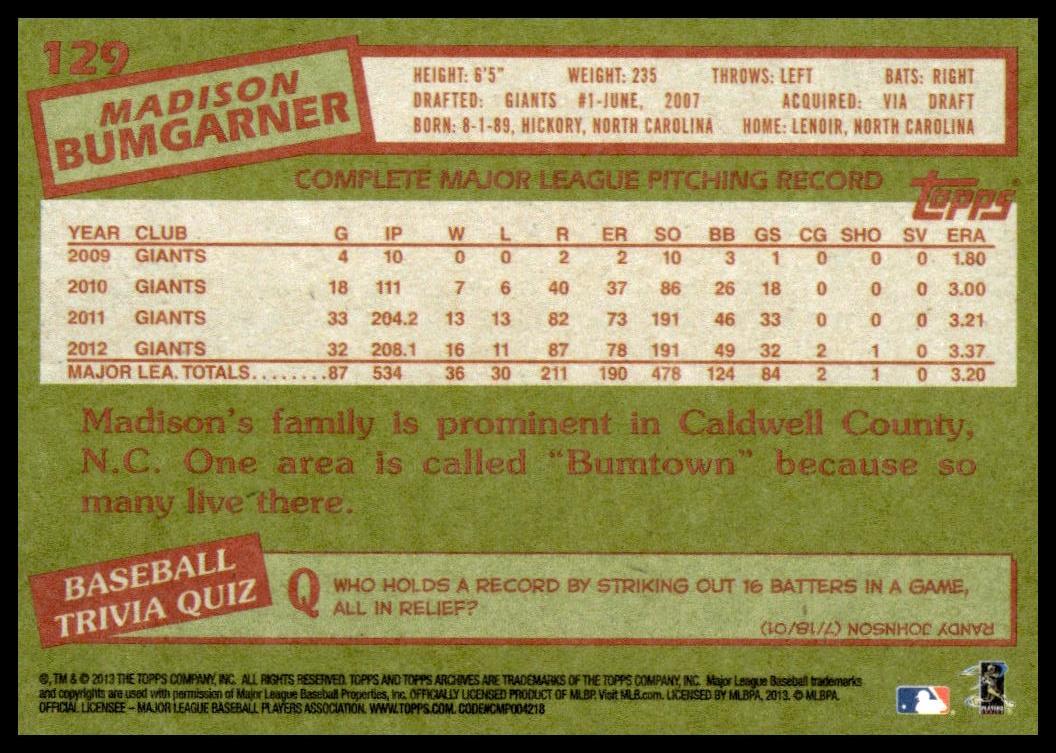 129
MADISON
BUMGARNER
HEIGHT: 6'5" WEIGHT: 235 THROWS: LEFT BATS: RIGHT
DRAFTED: GIANTS #1-JUNE, 2007 ACQUIRED: VIA DRAFT
BORN: 8-1-89, HICKORY, NORTH CAROLINA HOME: LENOIR, NORTH CAROLINA
COMPLETE MAJOR LEAGUE PITCHING RECORD
Topps
YEAR CLUB G IP W L R ER SO BB GS CG SHO SV ERA
2009 GIANTS 4 10 0 0 2 2 10 3 1 0 0 0 1.80
2010 GIANTS 18 111 7 6 40 37 86 26 18 0 0 0 3.00
2011 GIANTS 33 204.2 13 13 82 73 191 46 33 0 0 0 3.21
2012 GIANTS 32 208.1 16 11 87 78 191 49 32 2 1 0 3.37
MAJOR LEA. TOTALS........87 534 36 30 211 190 478 124 84 2 1 0 3.20
Madison's family is prominent in Caldwell County,
N.C. One area is called "Bumtown" because so
many live there.
BASEBALL
TRIVIA QUIZ
Q WHO HOLDS A RECORD BY STRIKING OUT 16 BATTERS IN A GAME,
ALL IN RELIEF?
RANDY JOHNSON (7/18/01)
®, TM & © 2013 THE TOPPS COMPANY, INC. ALL RIGHTS RESERVED. TOPPS AND TOPPS ARCHIVES ARE TRADEMARKS OF THE TOPPS COMPANY, INC. Major League Baseball trademarks
and copyrights are used with permission of Major League Baseball Properties, Inc. OFFICIALLY LICENSED PRODUCT OF MLBP. Visit MLB.com. LICENSED BY MLBPA, 2013. © MLBPA.
OFFICIAL LICENSEE – MAJOR LEAGUE BASEBALL PLAYERS ASSOCIATION. WWW.TOPPS.COM. CODE#CMP004218